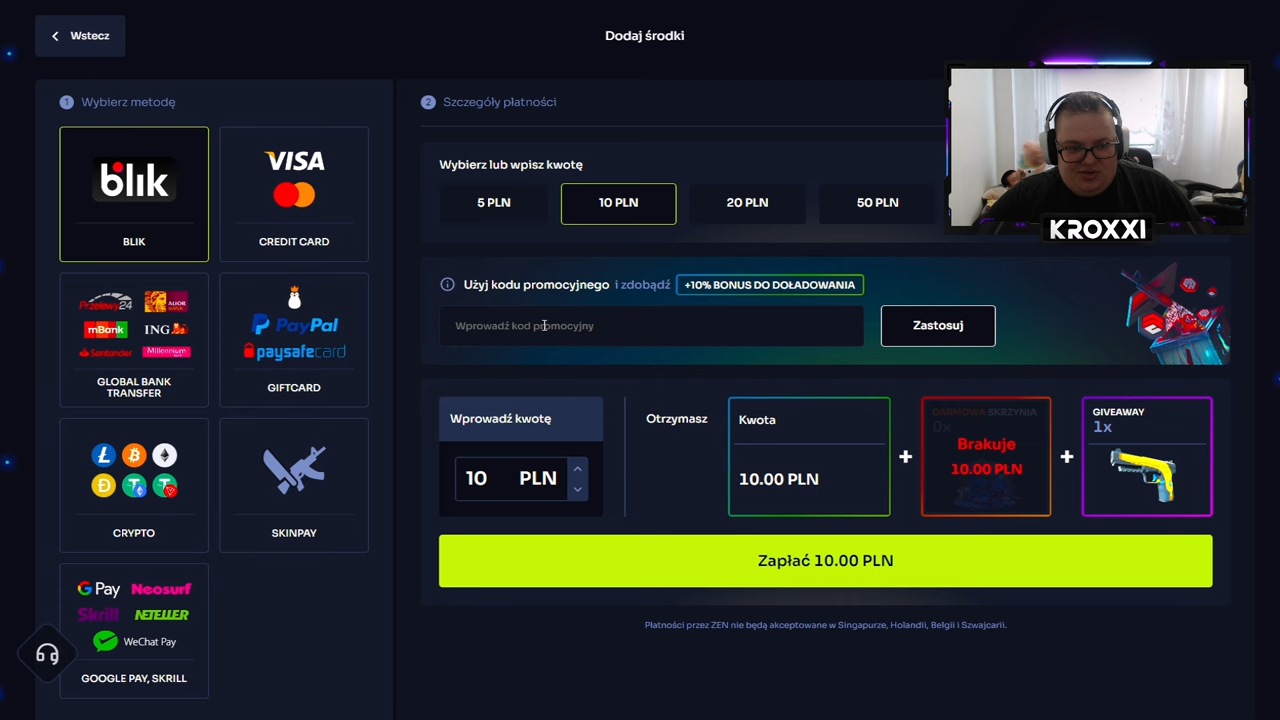 Wstecz
Dodaj środki
1 Wybierz metodę
blik
BLIK
VISA
CREDIT CARD
Przelewy24
ALIOR BANK
mBank
ING
Santander
Millennium
GLOBAL BANK
TRANSFER
PayPal
paysafecard
GIFTCARD
CRYPTO
SKINPAY
G Pay
Neosurf
Skrill
NETELLER
WeChat Pay
GOOGLE PAY, SKRILL
2 Szczegóły płatności
Wybierz lub wpisz kwotę
5 PLN
10 PLN
20 PLN
50 PLN
KROXXI
Użyj kodu promocyjnego i zdobądź +10% BONUS DO DOŁADOWANIA
Wprowadź kod promocyjny
Zastosuj
Wprowadź kwotę
10 PLN
Otrzymasz
Kwota
10.00 PLN
+
DARMOWA SKRZYNIA
0x
Brakuje
10.00 PLN
+
GIVEAWAY
1x
Zapłać 10.00 PLN
Płatności przez ZEN nie będą akceptowane w Singapurze, Holandii, Belgii i Szwajcarii.